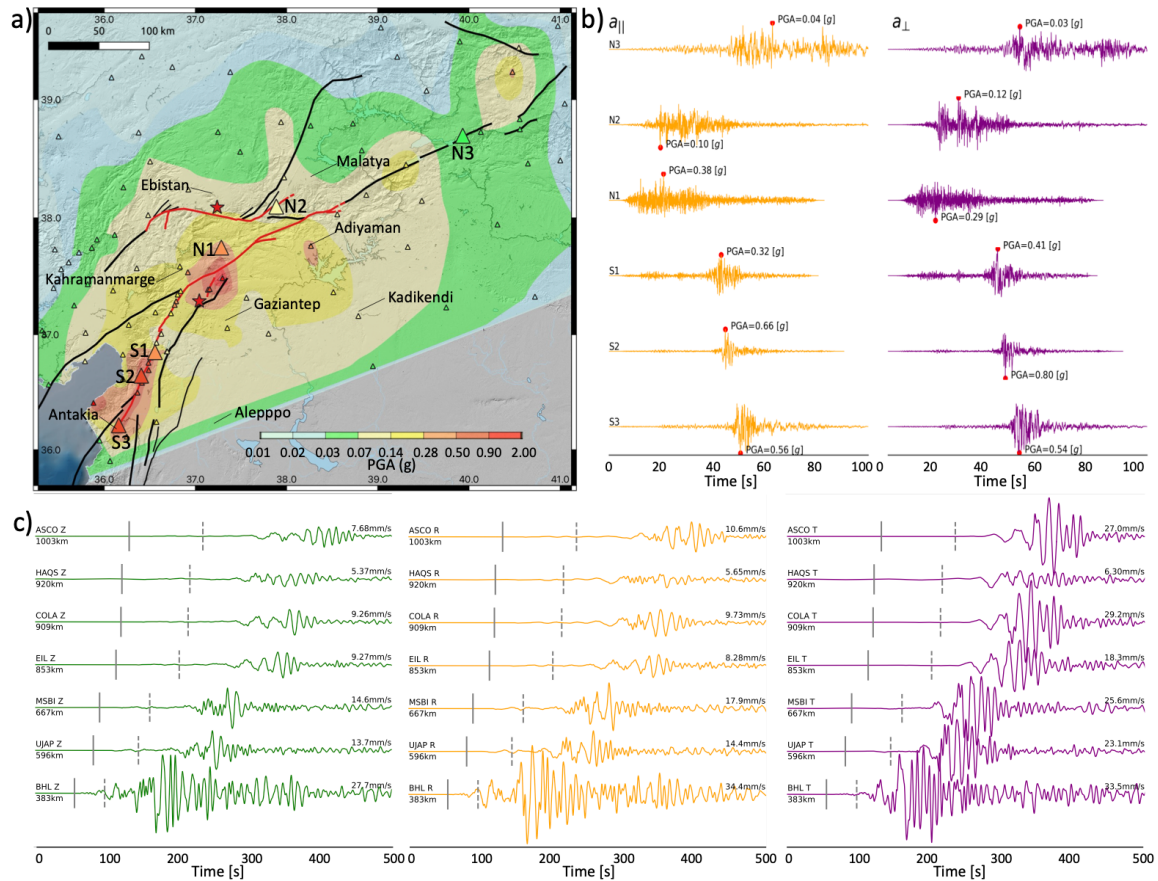 a)
36.0 37.0 38.0 39.0 40.0 41.0
0 50 100 km
39.0
38.0
37.0
36.0
Malatya
N3
Ebistan
N2
N1
Adiyaman
Kahramanmarge
Gaziantep
Kadikendi
S1
S2
Antakia
S3
Alepppo
0.01 0.02 0.03 0.07 0.14 0.28 0.50 0.90 2.00
PGA (g)
36.0 37.0 38.0 39.0 40.0 41.0
b)
a||
a⊥
N3
PGA=0.04 [g]
PGA=0.03 [g]
N2
PGA=0.10 [g]
PGA=0.12 [g]
N1
PGA=0.38 [g]
PGA=0.29 [g]
S1
PGA=0.32 [g]
PGA=0.41 [g]
S2
PGA=0.66 [g]
PGA=0.80 [g]
S3
PGA=0.56 [g]
PGA=0.54 [g]
0 20 40 60 80 100
0 20 40 60 80 100
Time [s]
Time [s]
c)
ASCO Z
1003km
7.68mm/s
HAQS Z
920km
5.37mm/s
COLA Z
909km
9.26mm/s
EIL Z
853km
9.27mm/s
MSBI Z
667km
14.6mm/s
UJAP Z
596km
13.7mm/s
BHL Z
383km
27.7mm/s
0 100 200 300 400 500
Time [s]
ASCO R
1003km
10.6mm/s
HAQS R
920km
5.65mm/s
COLA R
909km
9.73mm/s
EIL R
853km
8.28mm/s
MSBI R
667km
17.9mm/s
UJAP R
596km
14.4mm/s
BHL R
383km
34.4mm/s
0 100 200 300 400 500
Time [s]
ASCO T
1003km
27.0mm/s
HAQS T
920km
6.30mm/s
COLA T
909km
29.2mm/s
EIL T
853km
18.3mm/s
MSBI T
667km
25.6mm/s
UJAP T
596km
23.1mm/s
BHL T
383km
33.5mm/s
0 100 200 300 400 500
Time [s]